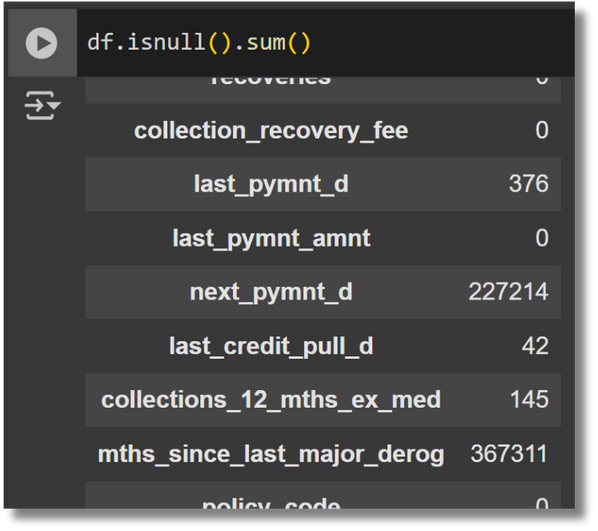 df.isnull().sum()
recoveries 0
collection_recovery_fee 0
last_pymnt_d 376
last_pymnt_amnt 0
next_pymnt_d 227214
last_credit_pull_d 42
collections_12_mths_ex_med 145
mths_since_last_major_derog 367311
policy_code 0